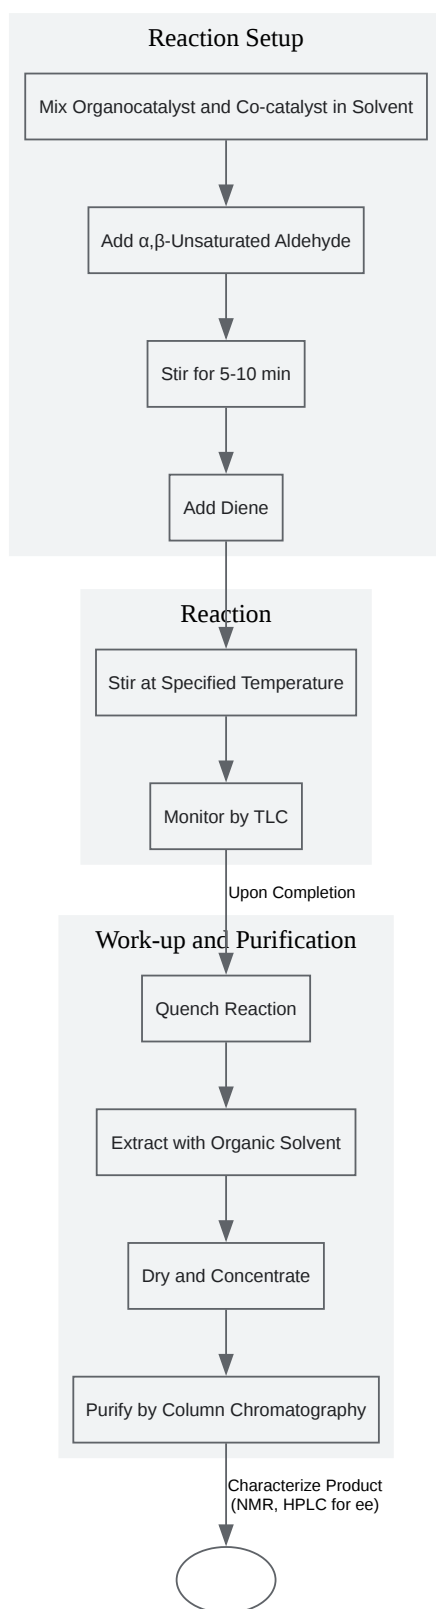 Reaction Setup
Mix Organocatalyst and Co-catalyst in Solvent
Add α,β-Unsaturated Aldehyde
Stir for 5-10 min
Add Diene
Reaction
Stir at Specified Temperature
Monitor by TLC
Upon Completion
Work-up and Purification
Quench Reaction
Extract with Organic Solvent
Dry and Concentrate
Purify by Column Chromatography
Characterize Product
(NMR, HPLC for ee)